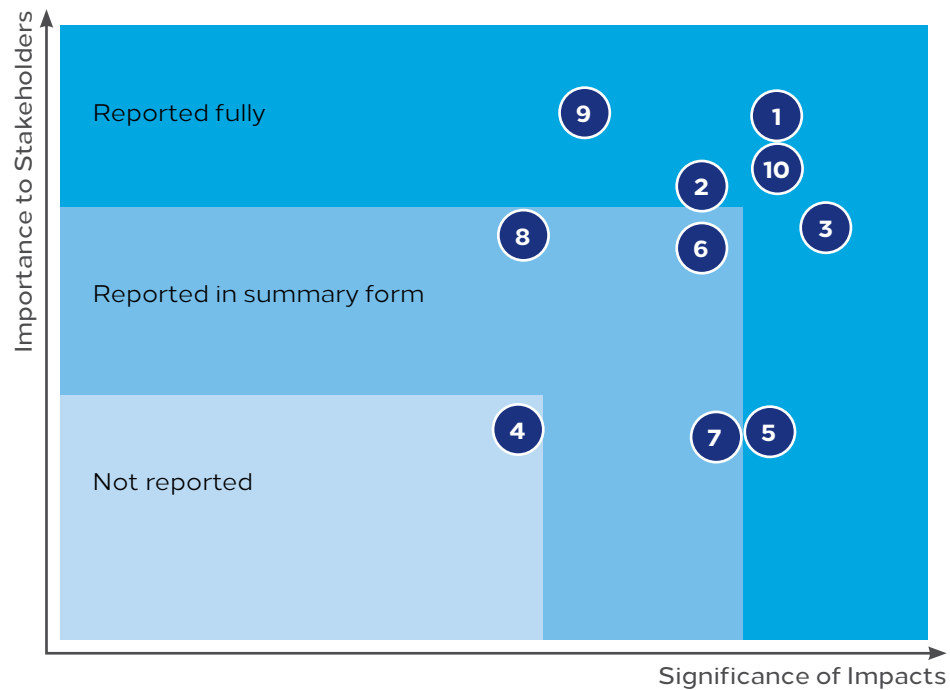 Importance to Stakeholders
Reported fully
9
1
10
2
3
8
6
Reported in summary form
4
7
5
Not reported
Significance of Impacts